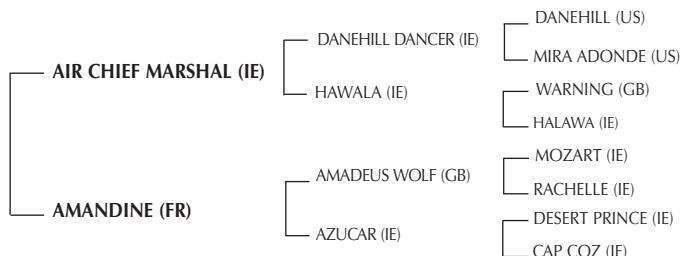 DANEHILL (US)
DANEHILL DANCER (IE)
MIRA ADONDE (US)
AIR CHIEF MARSHAL (IE)
HAWALA (IE)
WARNING (GB)
HALAWA (IE)
MOZART (IE)
AMADEUS WOLF (GB)
RACHELLE (IE)
AMANDINE (FR)
DESERT PRINCE (IE)
AZUCAR (IE)
CAP COZ (IE)